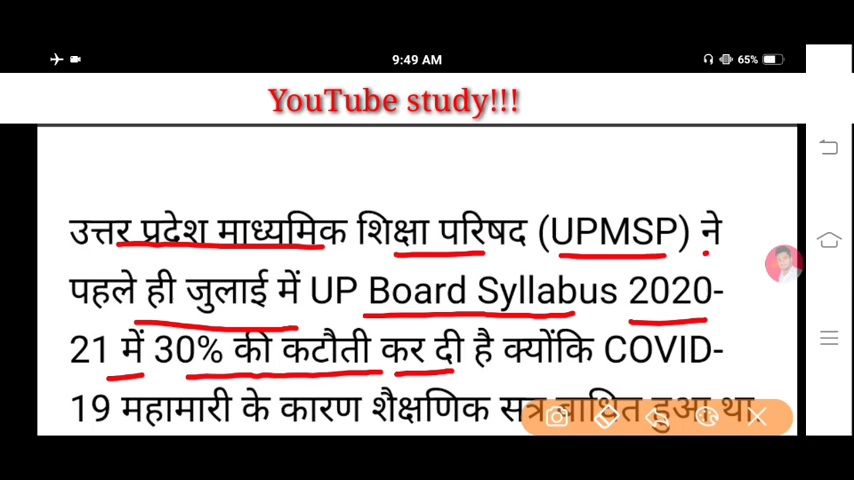 9:49 AM
65%
YouTube study!!!
उत्तर प्रदेश माध्यमिक शिक्षा परिषद (UPMSP) ने
पहले ही जुलाई में UP Board Syllabus 2020-
21 में 30% की कटौती कर दी है क्योंकि COVID-
19 महामारी के कारण शैक्षणिक सत्र बाधित हुआ था.